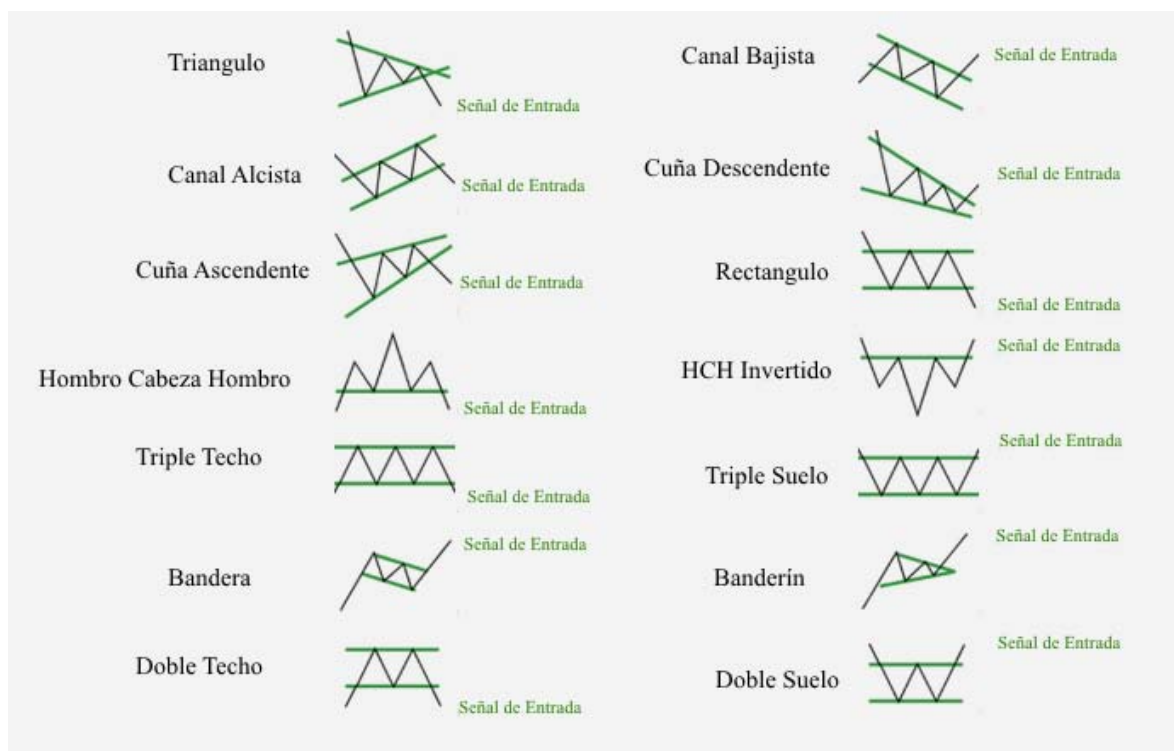 Triangulo
Señal de Entrada
Canal Bajista
Señal de Entrada
Canal Alcista
Señal de Entrada
Cuña Descendente
Señal de Entrada
Cuña Ascendente
Señal de Entrada
Rectangulo
Señal de Entrada
Hombro Cabeza Hombro
Señal de Entrada
HCH Invertido
Señal de Entrada
Triple Techo
Señal de Entrada
Triple Suelo
Señal de Entrada
Bandera
Señal de Entrada
Banderín
Señal de Entrada
Doble Techo
Señal de Entrada
Doble Suelo
Señal de Entrada